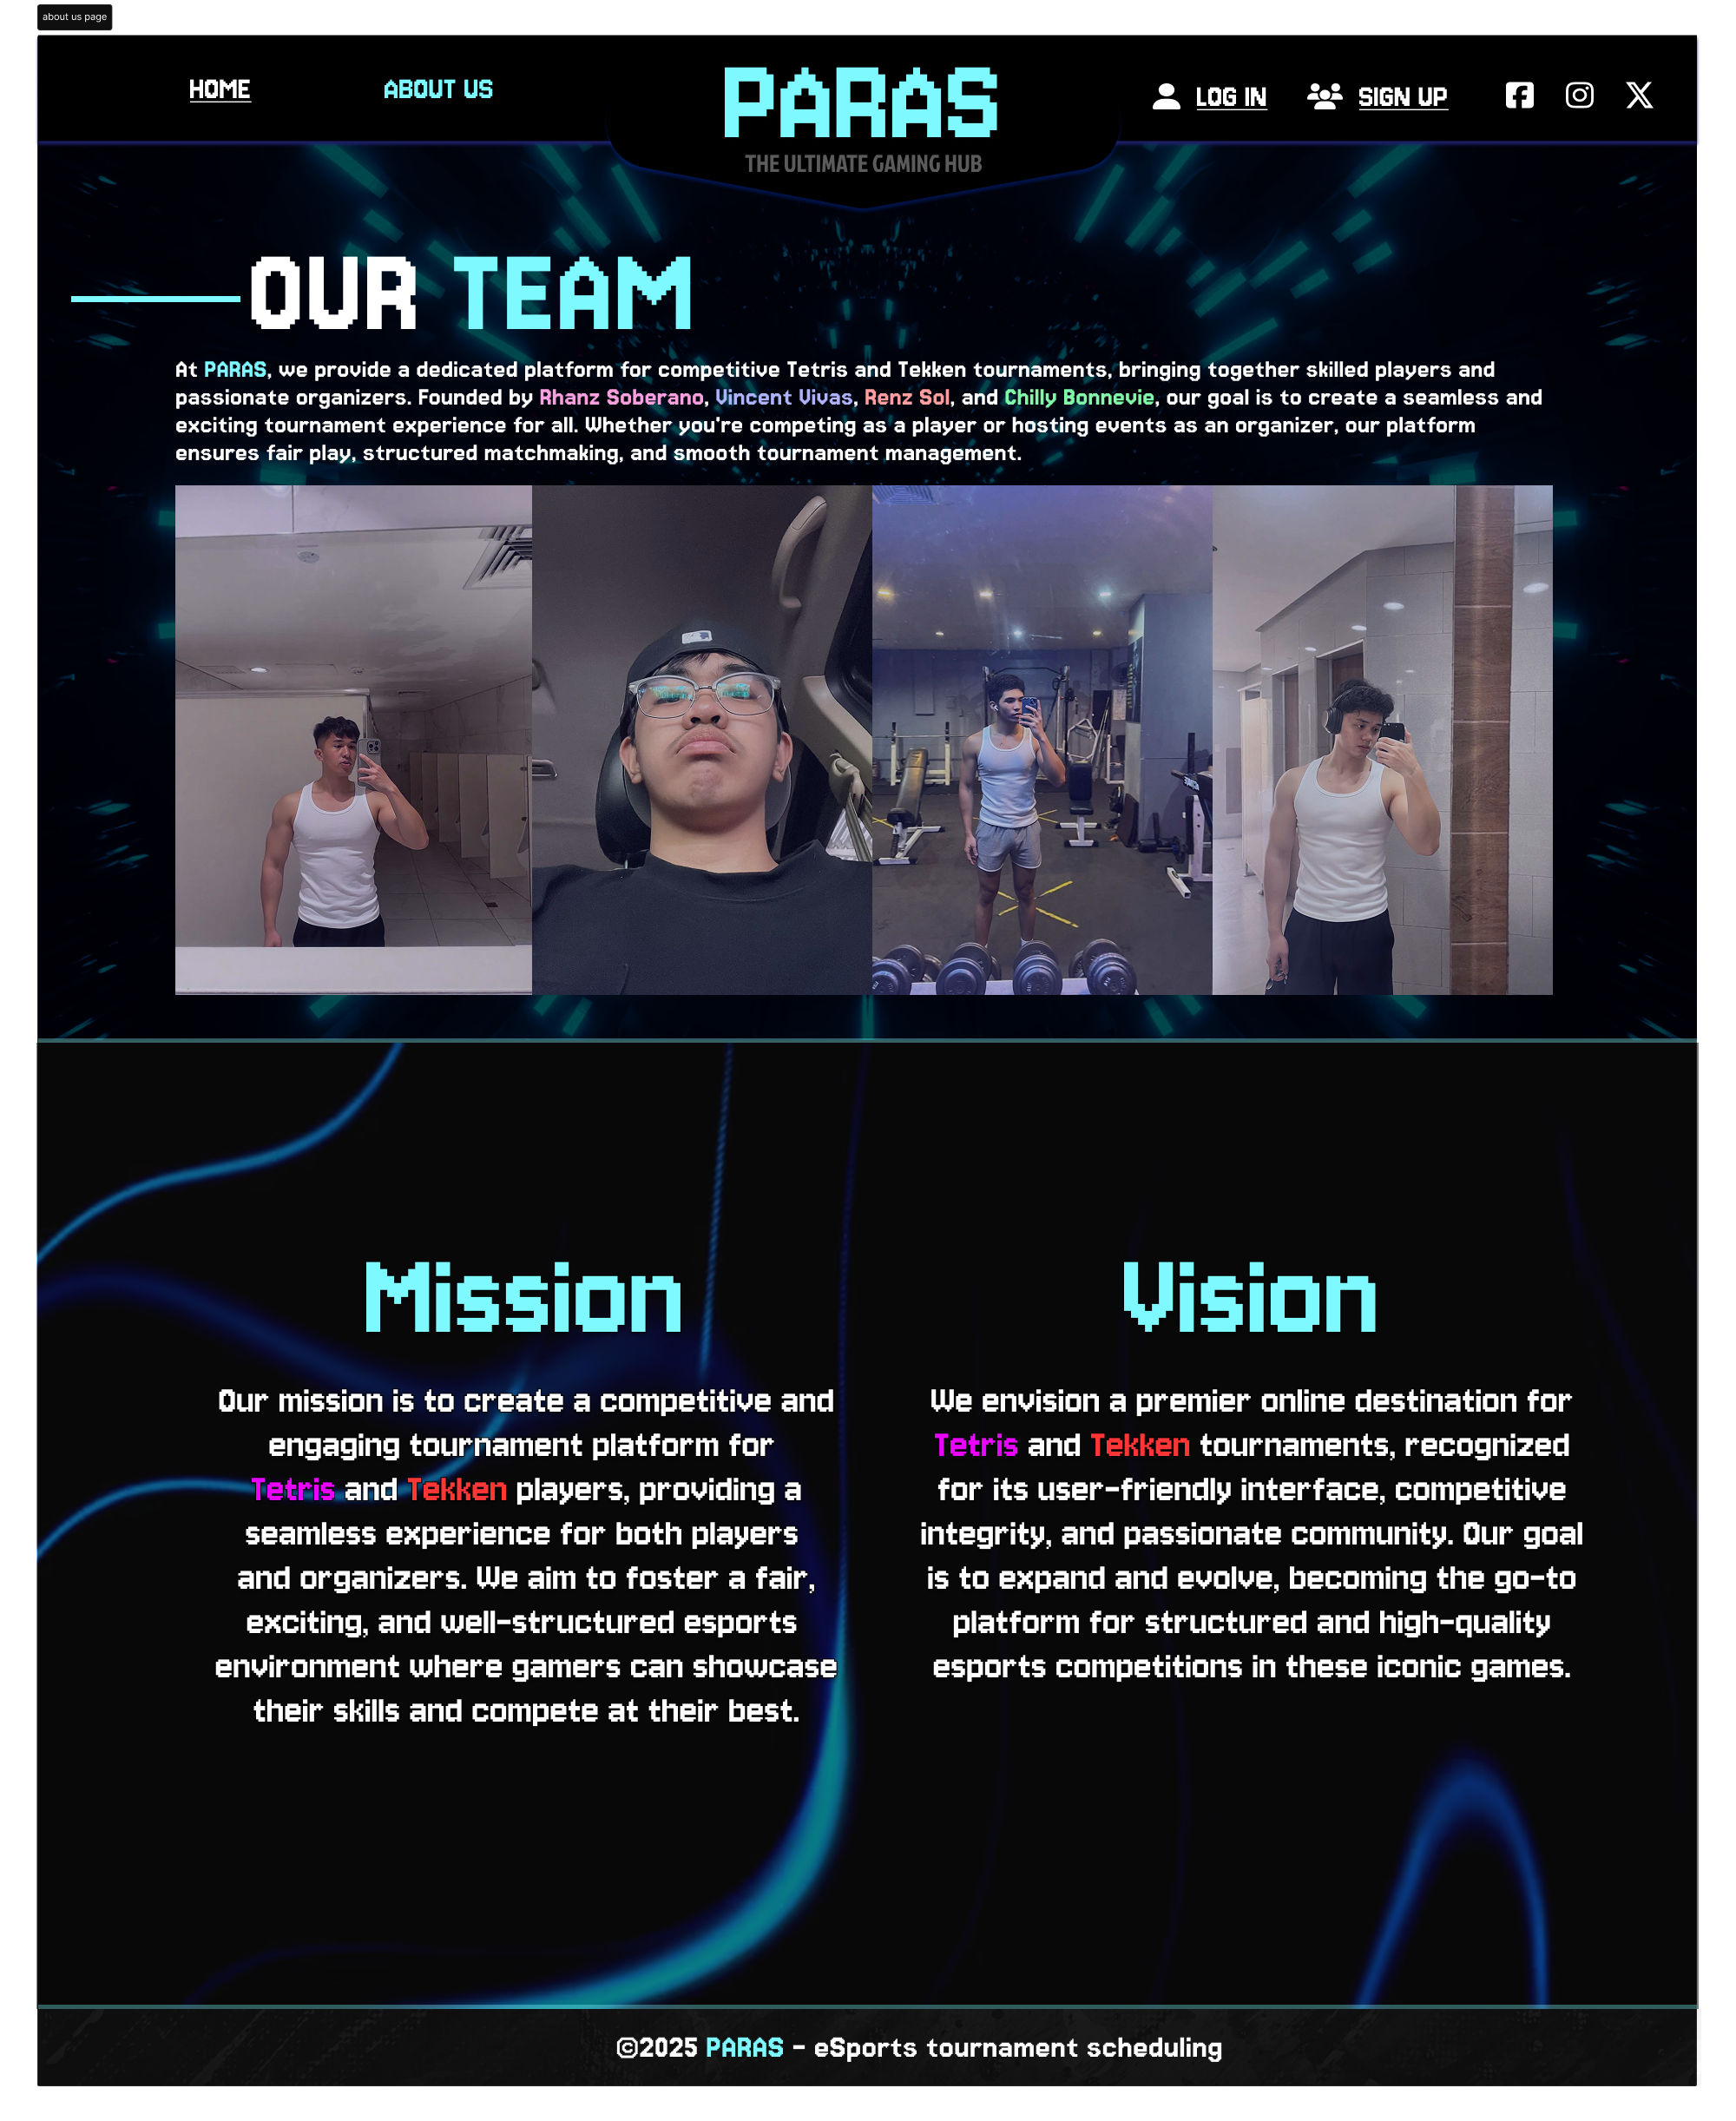 about us page
HOME
ABOUT US
PARAS
THE ULTIMATE GAMING HUB
LOG IN
SIGN UP
OUR TEAM
At PARAS, we provide a dedicated platform for competitive Tetris and Tekken tournaments, bringing together skilled players and
passionate organizers. Founded by Rhanz Soberano, Vincent Vivas, Renz Sol, and Chilly Bonnevie, our goal is to create a seamless and
exciting tournament experience for all. Whether you're competing as a player or hosting events as an organizer, our platform
ensures fair play, structured matchmaking, and smooth tournament management.
Mission
Our mission is to create a competitive and
engaging tournament platform for
Tetris and Tekken players, providing a
seamless experience for both players
and organizers. We aim to foster a fair,
exciting, and well-structured esports
environment where gamers can showcase
their skills and compete at their best.
Vision
We envision a premier online destination for
Tetris and Tekken tournaments, recognized
for its user-friendly interface, competitive
integrity, and passionate community. Our goal
is to expand and evolve, becoming the go-to
platform for structured and high-quality
esports competitions in these iconic games.
©2025 PARAS - eSports tournament scheduling